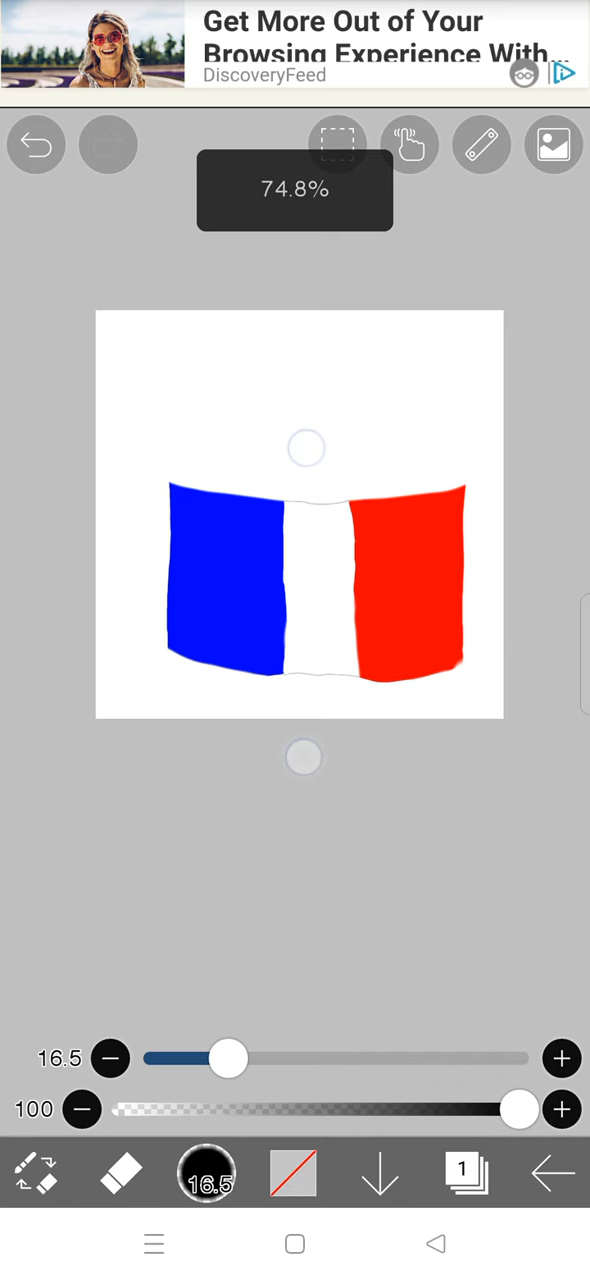 Get More Out of Your
Browsing Experience With...
DiscoveryFeed
74.8%
16.5
100
16.5
1